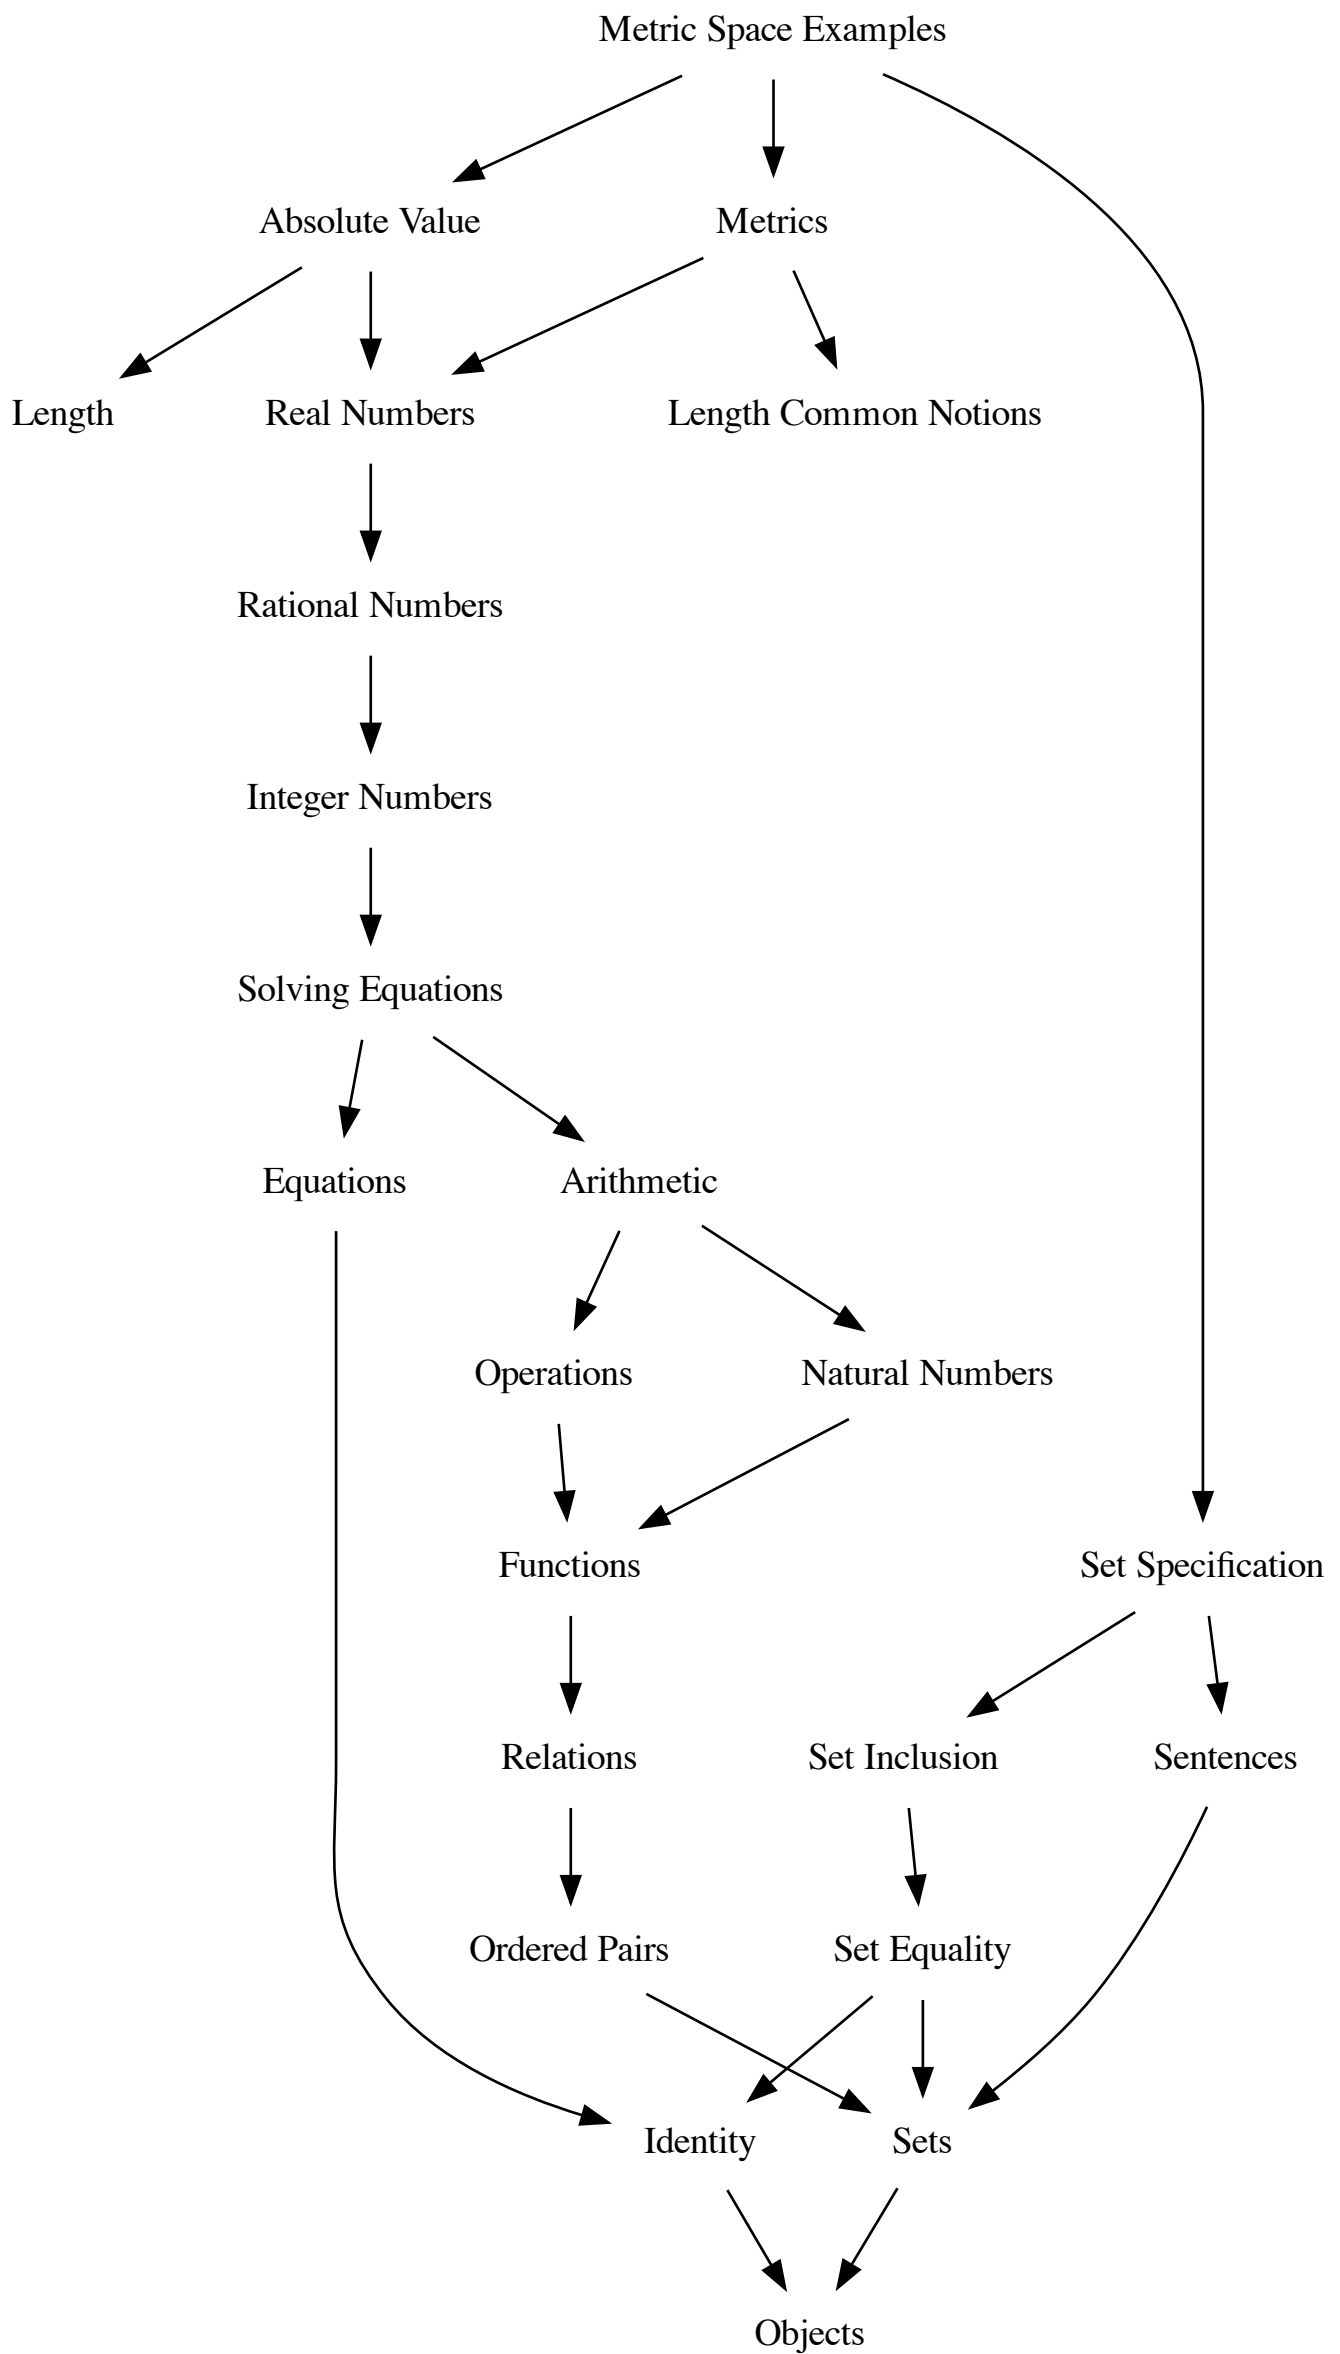 Metric Space Examples
Absolute Value
Metrics
Length
Real Numbers
Length Common Notions
Rational Numbers
Integer Numbers
Solving Equations
Equations
Arithmetic
Operations
Natural Numbers
Functions
Set Specification
Relations
Set Inclusion
Sentences
Ordered Pairs
Set Equality
Identity
Sets
Objects